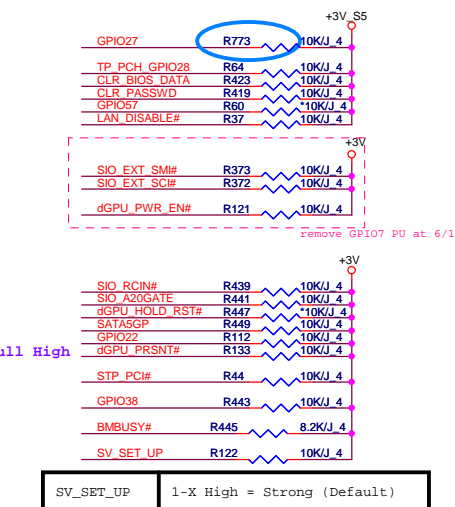 +3V_S5
GPIO27 R773 10K/J_4
TP_PCH_GPIO28 R64 10K/J_4
CLR_BIOS_DATA R423 10K/J_4
CLR_PASSWD R419 10K/J_4
GPIO57 R60 *10K/J_4
LAN_DISABLE# R37 10K/J_4
+3V
SIO_EXT_SMI# R373 10K/J_4
SIO_EXT_SCI# R372 10K/J_4
dGPU_PWR_EN# R121 10K/J_4
remove GPIO7 PU at 6/1
+3V
SIO_RCIN# R439 10K/J_4
SIO_A20GATE R441 10K/J_4
dGPU_HOLD_RST# R447 *10K/J_4
SATA5GP R449 10K/J_4
GPIO22 R112 10K/J_4
ull High dGPU_PRSNT# R133 10K/J_4
STP_PCI# R44 10K/J_4
GPIO38 R443 10K/J_4
BMBUSY# R445 8.2K/J_4
SV_SET_UP R122 10K/J_4
SV_SET_UP 1-X High = Strong (Default)